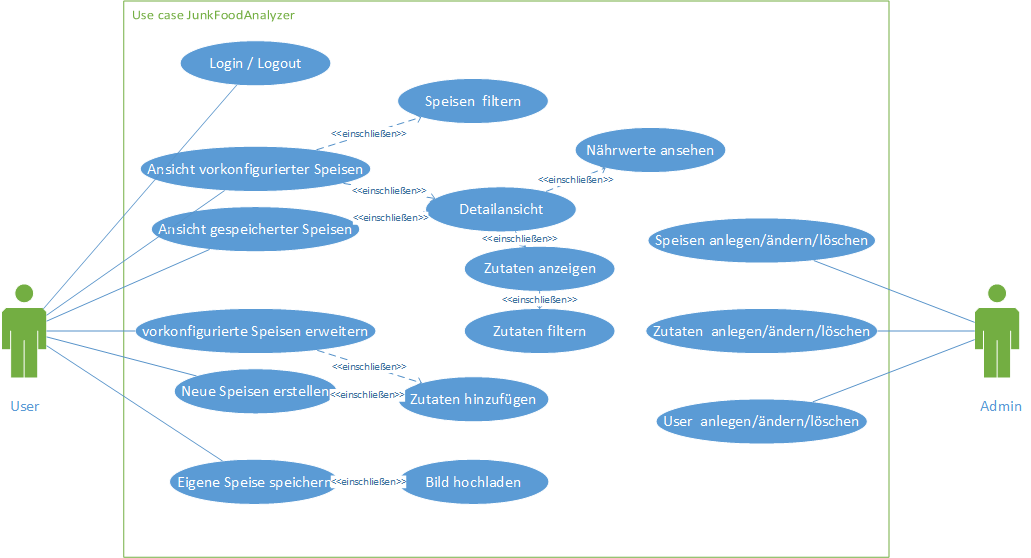 Use case JunkFoodAnalyzer
Login / Logout
Speisen filtern
<<einschließen>>
Nährwerte ansehen
Ansicht vorkonfigurierter Speisen
<<einschließen>>
<<einschließen>>
Detailansicht
<<einschließen>>
Ansicht gespeicherter Speisen
<<einschließen>>
Speisen anlegen/ändern/löschen
Zutaten anzeigen
<<einschließen>>
vorkonfigurierte Speisen erweitern
Zutaten filtern
Zutaten anlegen/ändern/löschen
<<einschließen>>
Neue Speisen erstellen
<<einschließen>>
Zutaten hinzufügen
User
Admin
User anlegen/ändern/löschen
Eigene Speise speichern
<<einschließen>>
Bild hochladen